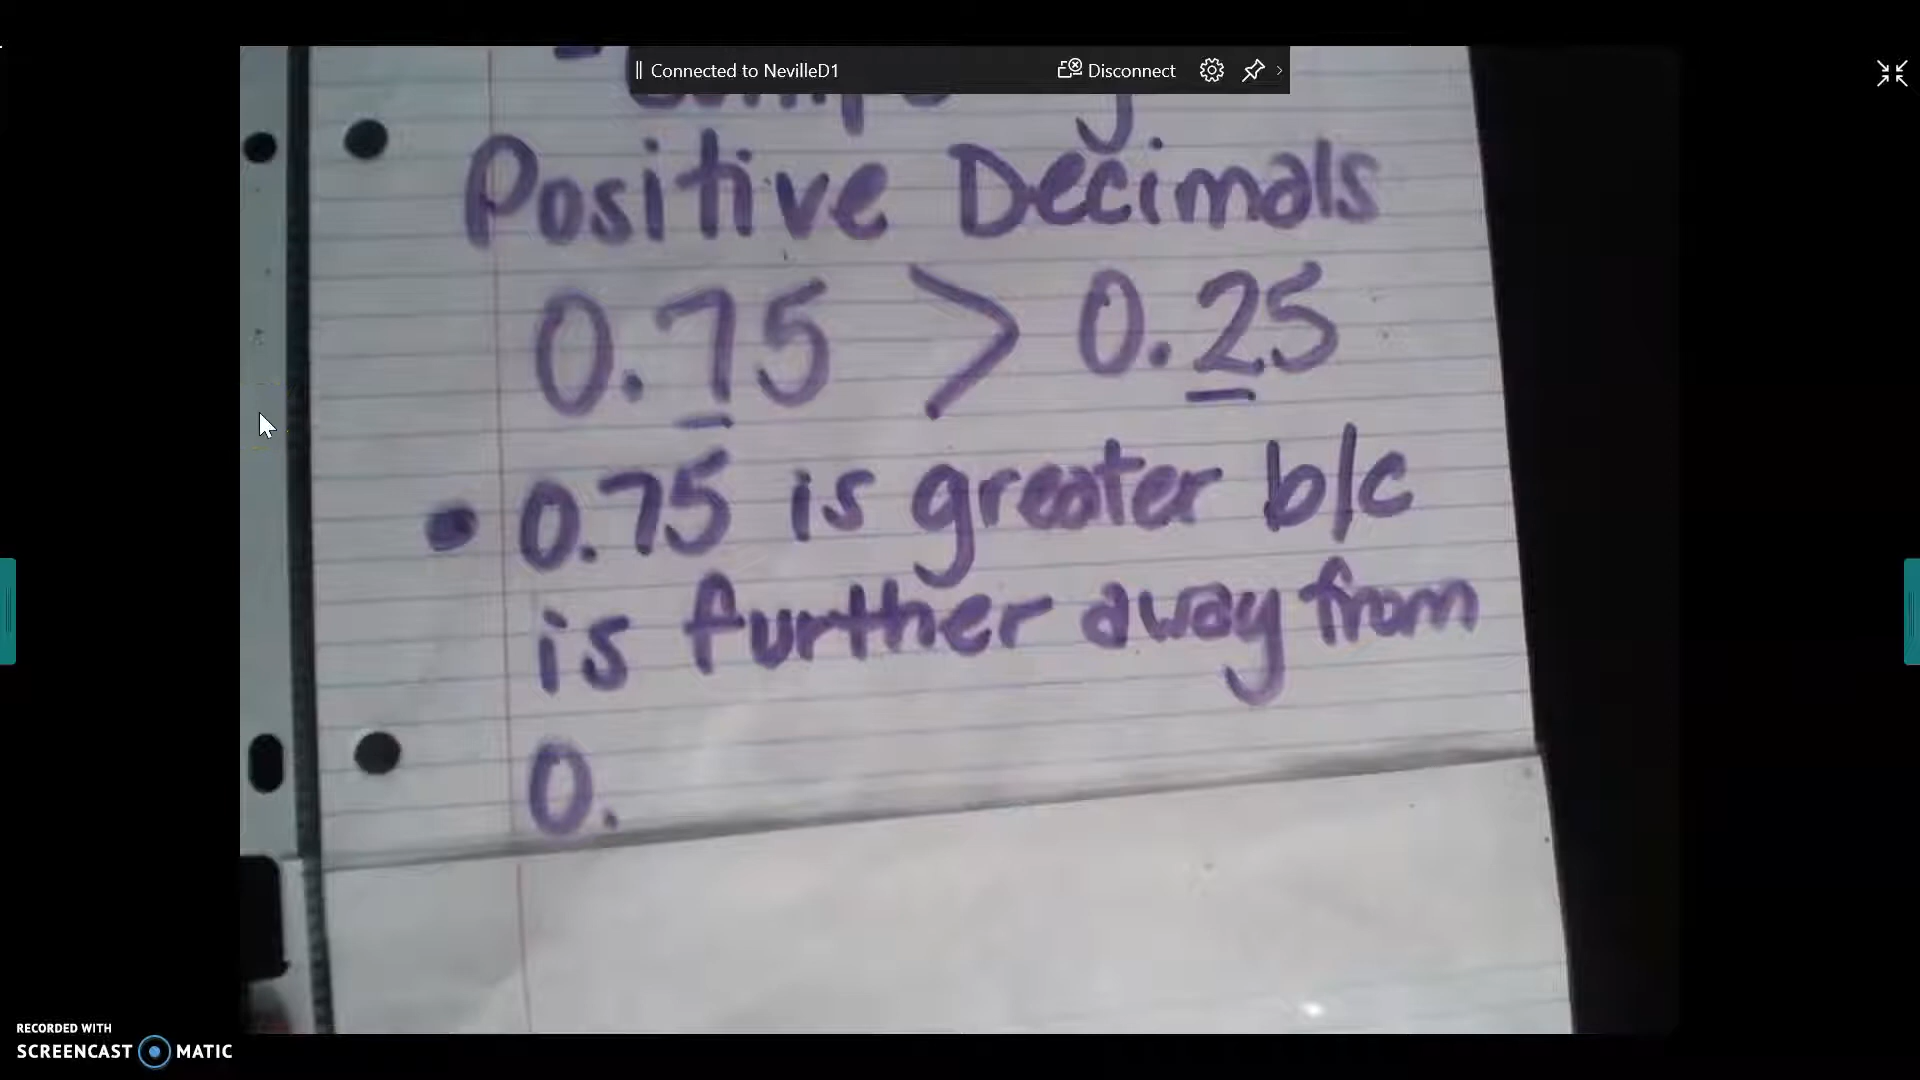 Connected to NevilleD1
Disconnect
Positive Decimals
0.75 > 0.25
• 0.75 is greater b/c
is further away from
0.
RECORDED WITH
SCREENCAST MATIC